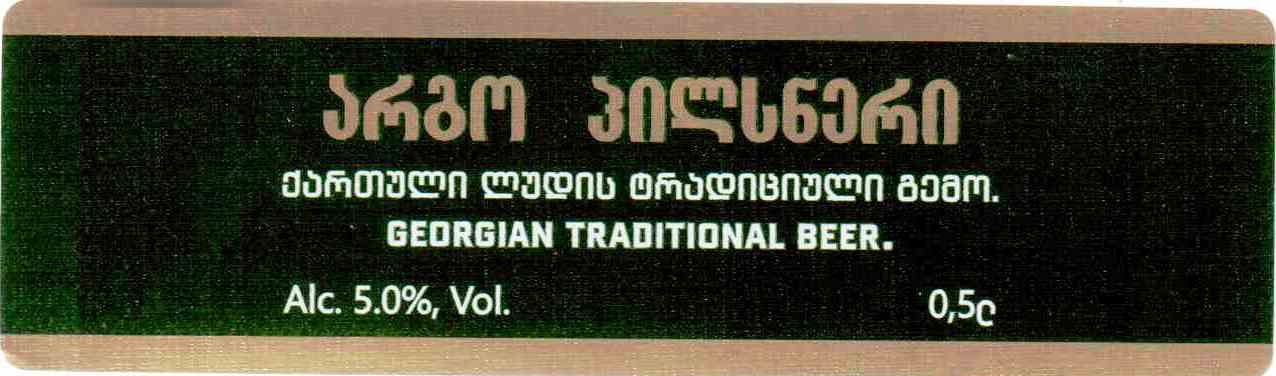 არგო პილსნერი
ქართული ლუდის ტრადიციული გემო.
GEORGIAN TRADITIONAL BEER.
Alc. 5.0%, Vol. 0,5ლ